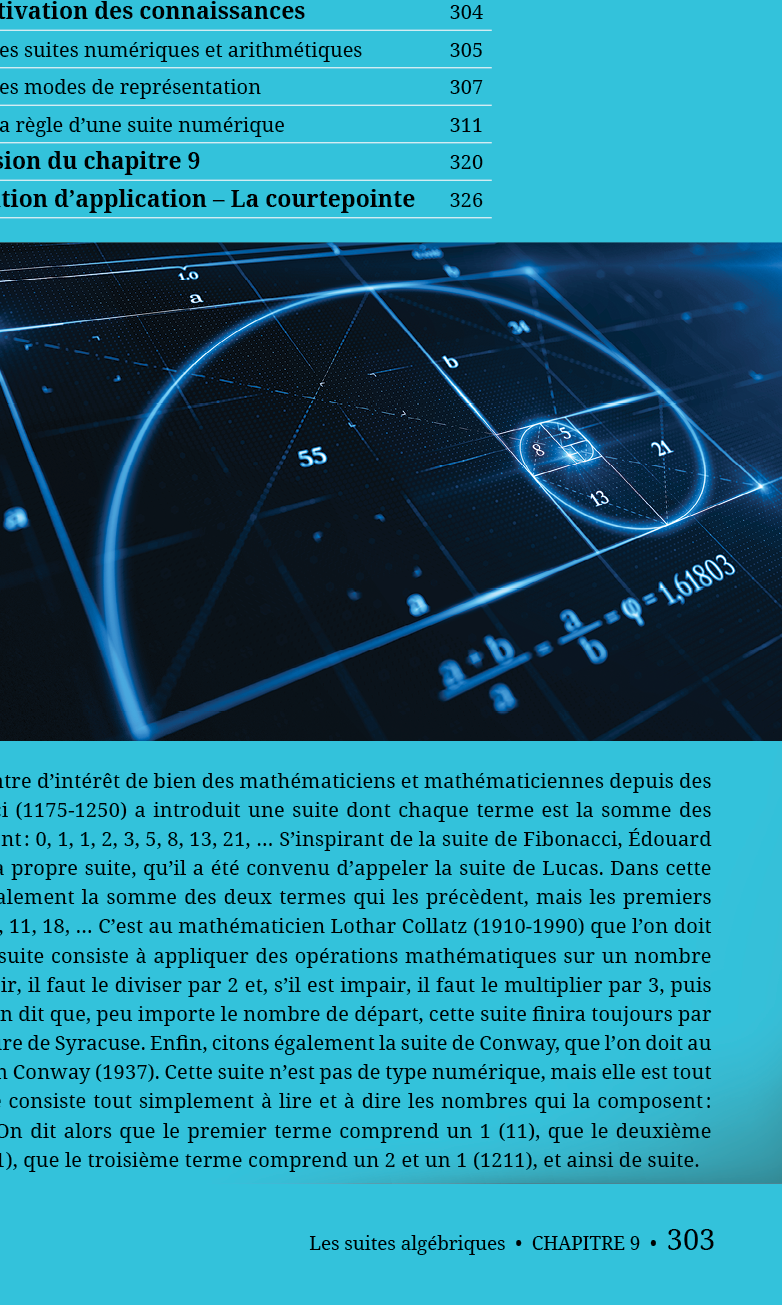 tivation des connaissances 304
es suites numériques et arithmétiques 305
es modes de représentation 307
a règle d’une suite numérique 311
sion du chapitre 9 320
tion d’application – La courtepointe 326
1.0
a
34
b
5
8
21
55
13
a
a
a + b / a = a / b = φ = 1,61803
ntre d’intérêt de bien des mathématiciens et mathématiciennes depuis des
ci (1175-1250) a introduit une suite dont chaque terme est la somme des
nt : 0, 1, 1, 2, 3, 5, 8, 13, 21, … S’inspirant de la suite de Fibonacci, Édouard
a propre suite, qu’il a été convenu d’appeler la suite de Lucas. Dans cette
alement la somme des deux termes qui les précèdent, mais les premiers
, 11, 18, … C’est au mathématicien Lothar Collatz (1910-1990) que l’on doit
suite consiste à appliquer des opérations mathématiques sur un nombre
ir, il faut le diviser par 2 et, s’il est impair, il faut le multiplier par 3, puis
n dit que, peu importe le nombre de départ, cette suite finira toujours par
re de Syracuse. Enfin, citons également la suite de Conway, que l’on doit au
n Conway (1937). Cette suite n’est pas de type numérique, mais elle est tout
e consiste tout simplement à lire et à dire les nombres qui la composent :
On dit alors que le premier terme comprend un 1 (11), que le deuxième
1), que le troisième terme comprend un 2 et un 1 (1211), et ainsi de suite.
Les suites algébriques • CHAPITRE 9 • 303